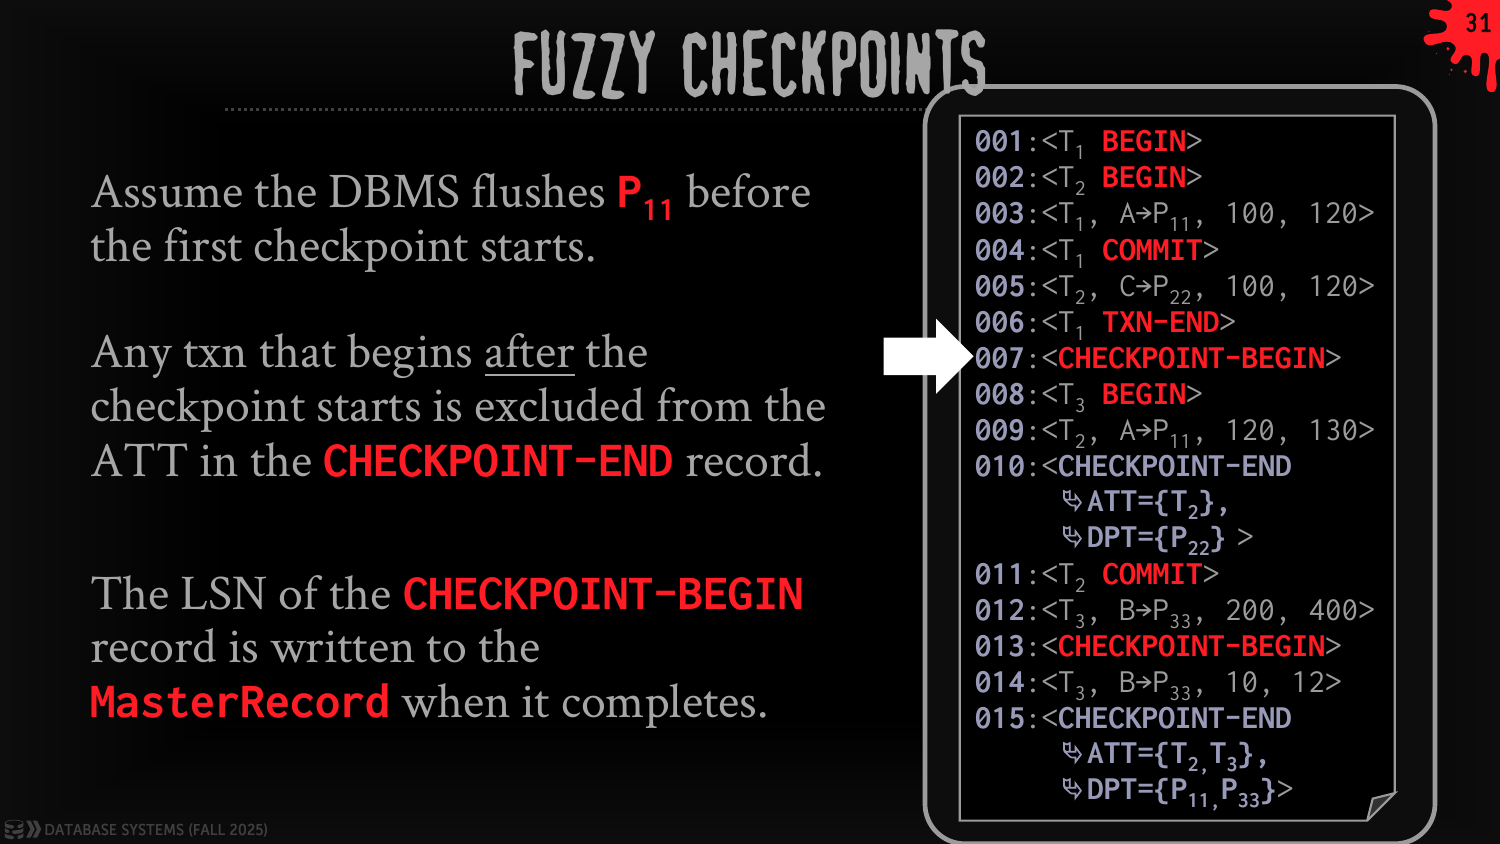 FUZZY CHECKPOINTS
31
Assume the DBMS flushes P11 before
the first checkpoint starts.
Any txn that begins after the
checkpoint starts is excluded from the
ATT in the CHECKPOINT-END record.
The LSN of the CHECKPOINT-BEGIN
record is written to the
MasterRecord when it completes.
001:<T1 BEGIN>
002:<T2 BEGIN>
003:<T1, A→P11, 100, 120>
004:<T1 COMMIT>
005:<T2, C→P22, 100, 120>
006:<T1 TXN-END>
007:<CHECKPOINT-BEGIN>
008:<T3 BEGIN>
009:<T2, A→P11, 120, 130>
010:<CHECKPOINT-END
ATT={T2},
DPT={P22} >
011:<T2 COMMIT>
012:<T3, B→P33, 200, 400>
013:<CHECKPOINT-BEGIN>
014:<T3, B→P33, 10, 12>
015:<CHECKPOINT-END
ATT={T2,T3},
DPT={P11,P33}>
DATABASE SYSTEMS (FALL 2025)